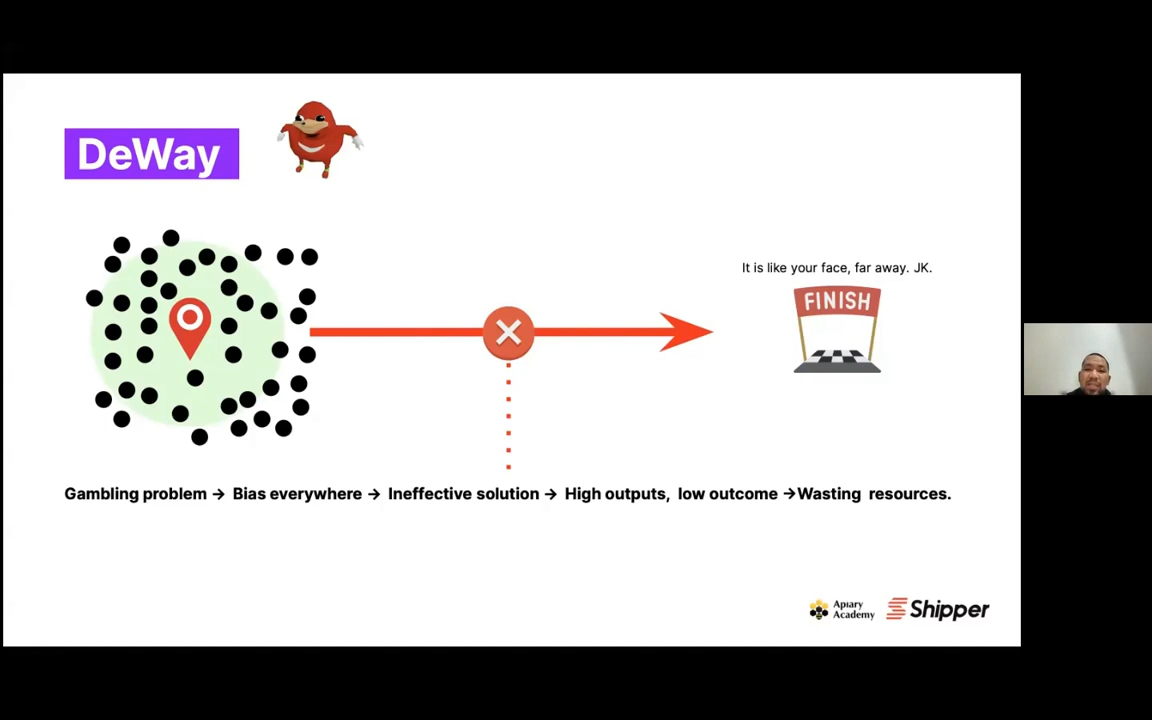 DeWay
It is like your face, far away. JK.
FINISH
Gambling problem → Bias everywhere → Ineffective solution → High outputs, low outcome →Wasting resources.
Apiary
Academy
Shipper